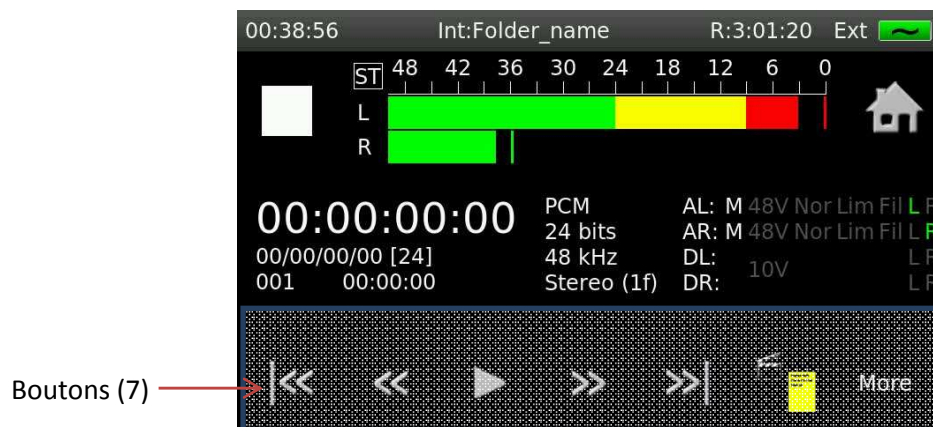 00:38:56 Int:Folder_name R:3:01:20 Ext
ST 48 42 36 30 24 18 12 6 0
L
R
00:00:00:00
00/00/00/00 [24]
001 00:00:00
PCM
24 bits
48 kHz
Stereo (1f)
AL: M 48V Nor Lim Fil L R
AR: M 48V Nor Lim Fil L R
DL: L R
10V
DR: L R
Boutons (7)
More